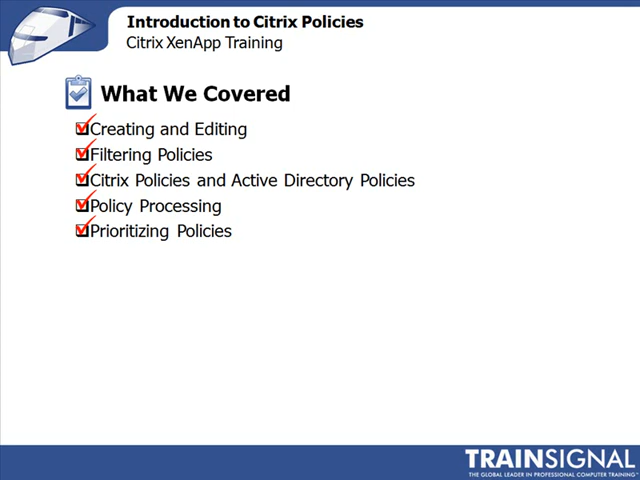 Introduction to Citrix Policies
Citrix XenApp Training
What We Covered
Creating and Editing
Filtering Policies
Citrix Policies and Active Directory Policies
Policy Processing
Prioritizing Policies
TRAINSIGNAL
THE GLOBAL LEADER IN PROFESSIONAL COMPUTER TRAINING™